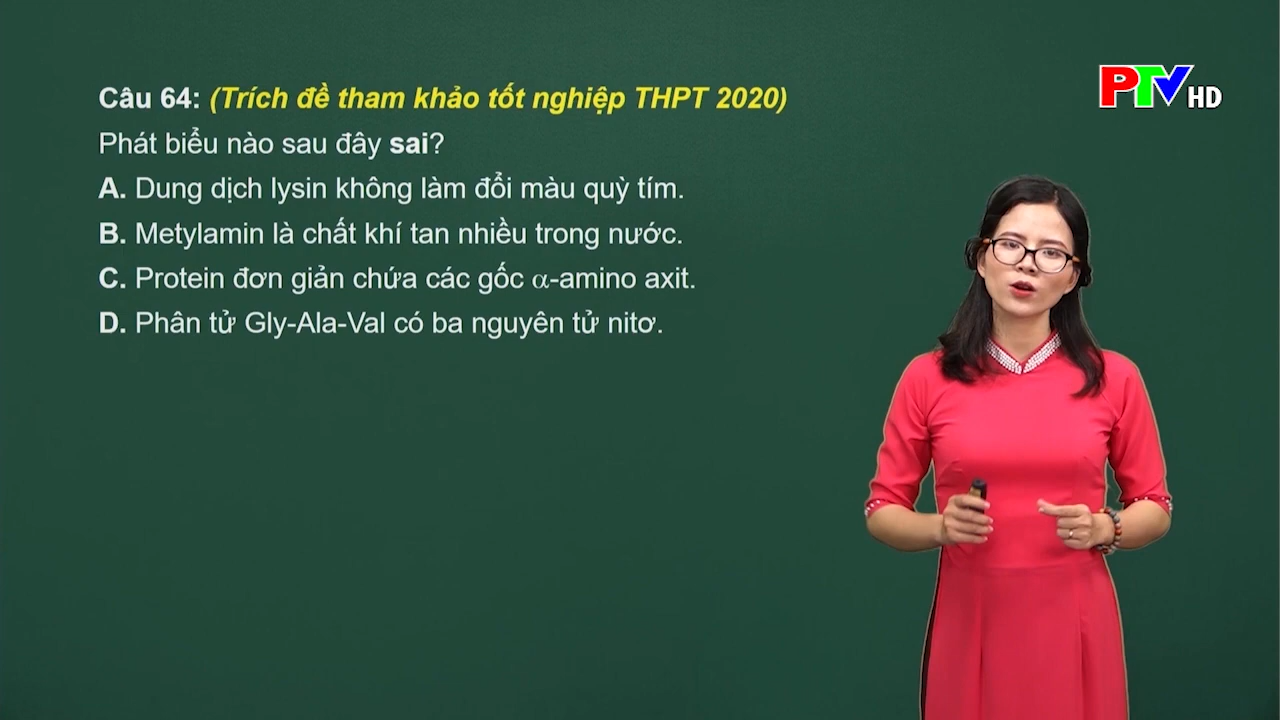 PTV HD
Câu 64: (Trích đề tham khảo tốt nghiệp THPT 2020)
Phát biểu nào sau đây sai?
A. Dung dịch lysin không làm đổi màu quỳ tím.
B. Metylamin là chất khí tan nhiều trong nước.
C. Protein đơn giản chứa các gốc α-amino axit.
D. Phân tử Gly-Ala-Val có ba nguyên tử nitơ.